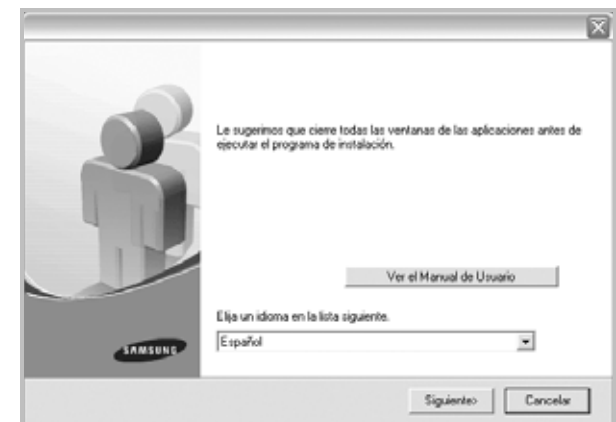 Le sugerimos que cierre todas las ventanas de las aplicaciones antes de
ejecutar el programa de instalación.
Ver el Manual de Usuario
Elija un idioma en la lista siguiente.
Español
SAMSUNG
Siguiente>
Cancelar